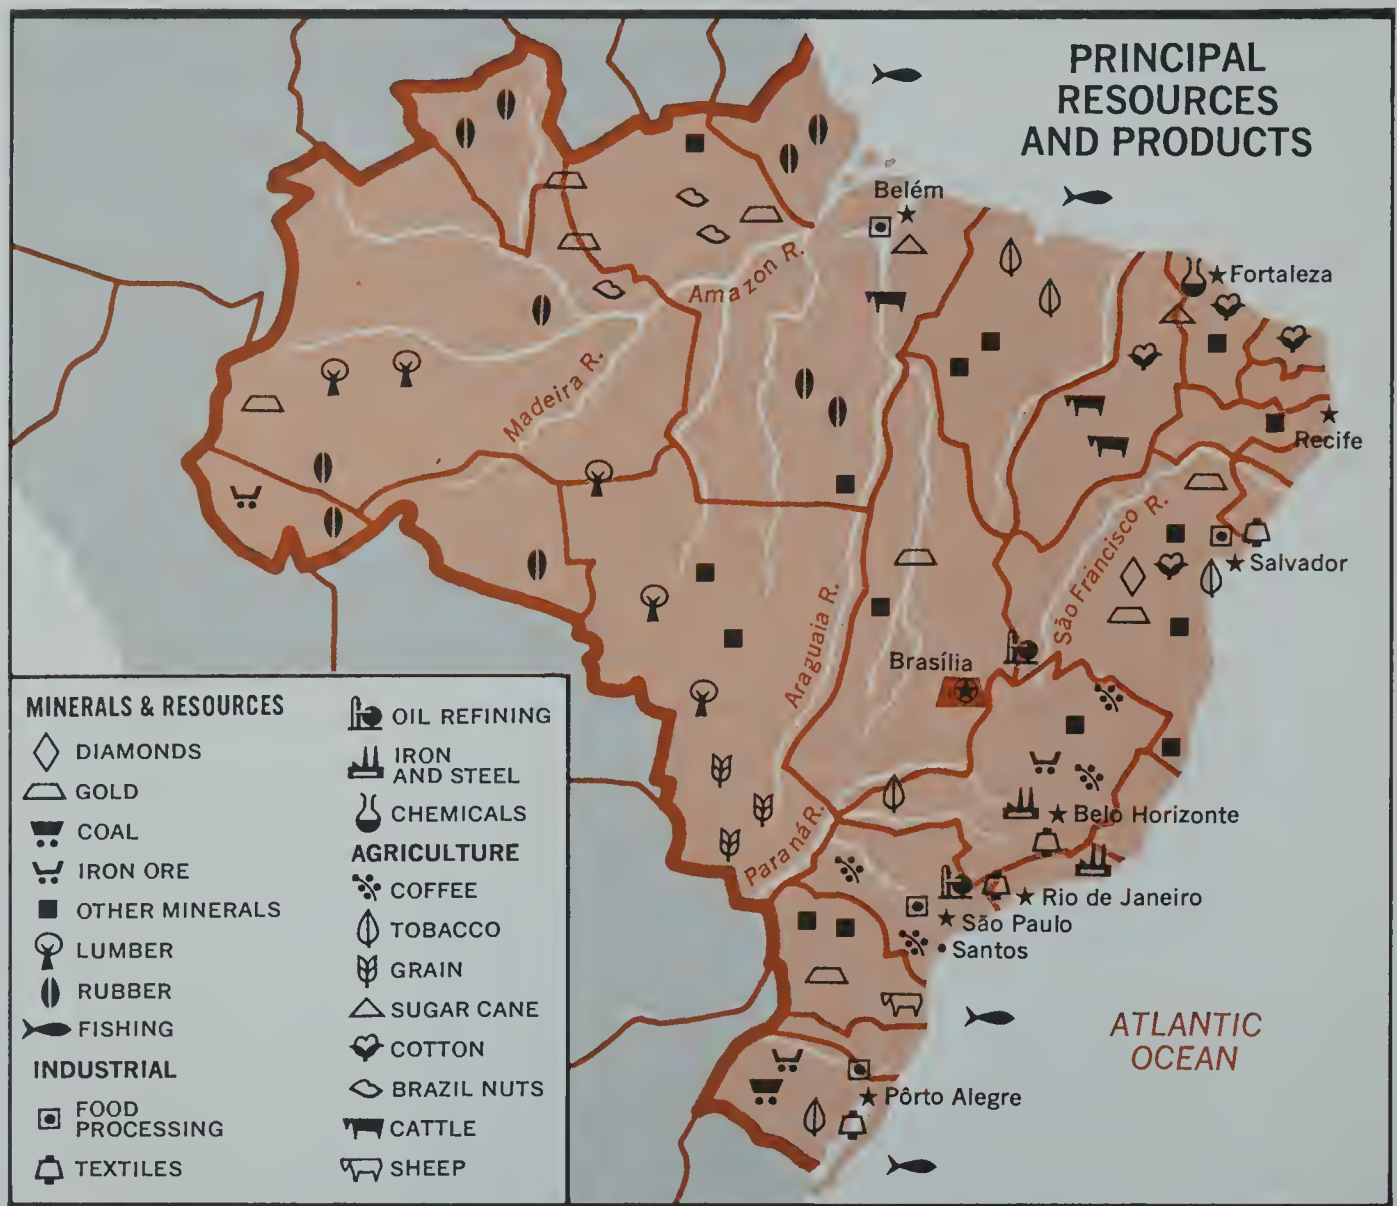 PRINCIPAL
RESOURCES
AND PRODUCTS
Belém
Amazon R.
Fortaleza
Madeira R.
Recife
São Francisco R.
Salvador
Araguaia R.
Brasília
Belo Horizonte
Paraná R.
Rio de Janeiro
São Paulo
Santos
ATLANTIC
OCEAN
Pôrto Alegre
MINERALS & RESOURCES
DIAMONDS
GOLD
COAL
IRON ORE
OTHER MINERALS
LUMBER
RUBBER
FISHING
INDUSTRIAL
FOOD
PROCESSING
TEXTILES
OIL REFINING
IRON
AND STEEL
CHEMICALS
AGRICULTURE
COFFEE
TOBACCO
GRAIN
SUGAR CANE
COTTON
BRAZIL NUTS
CATTLE
SHEEP